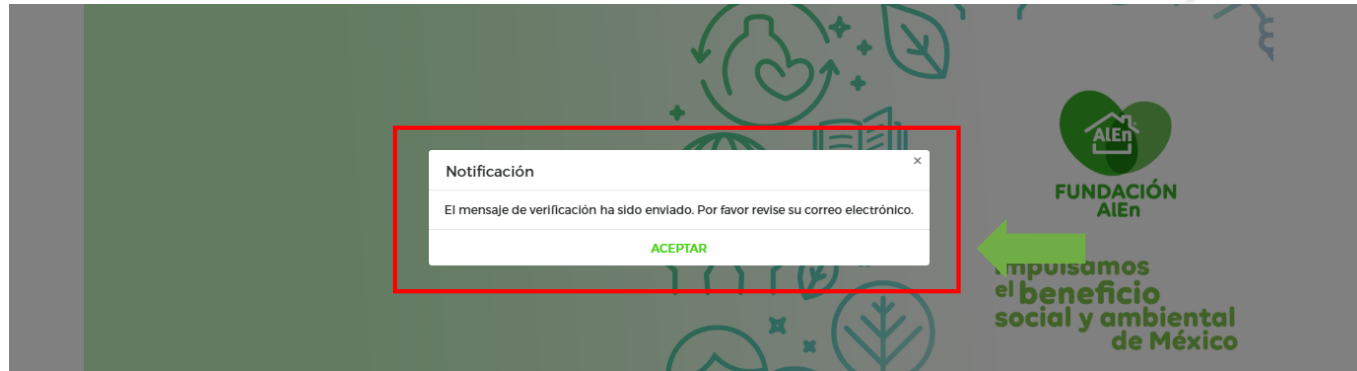 Notificación
×
El mensaje de verificación ha sido enviado. Por favor revise su correo electrónico.
ACEPTAR
AlEn
FUNDACIÓN
AlEn
impulsamos
el beneficio
social y ambiental
de México